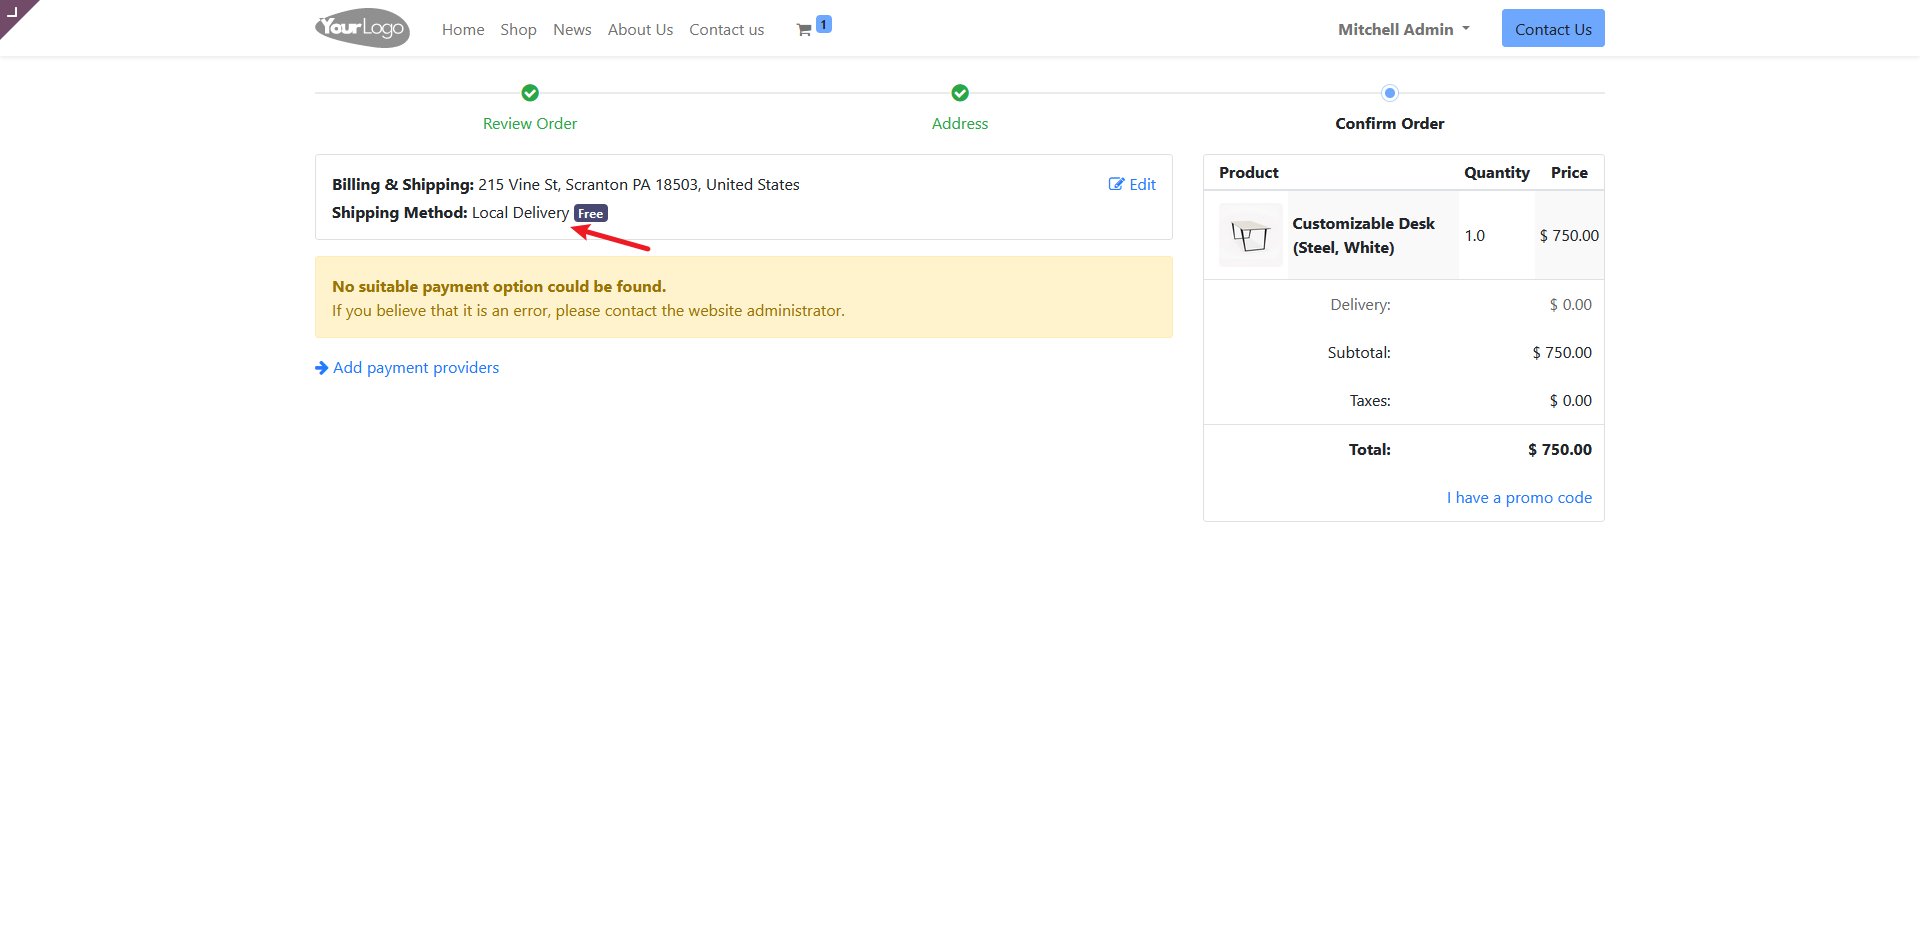 YourLogo Home Shop News About Us Contact us 1 Mitchell Admin Contact Us
Review Order Address Confirm Order
Billing & Shipping: 215 Vine St, Scranton PA 18503, United States Edit
Shipping Method: Local Delivery Free
No suitable payment option could be found.
If you believe that it is an error, please contact the website administrator.
Add payment providers
Product Quantity Price
Customizable Desk
(Steel, White)
1.0 $ 750.00
Delivery: $ 0.00
Subtotal: $ 750.00
Taxes: $ 0.00
Total: $ 750.00
I have a promo code